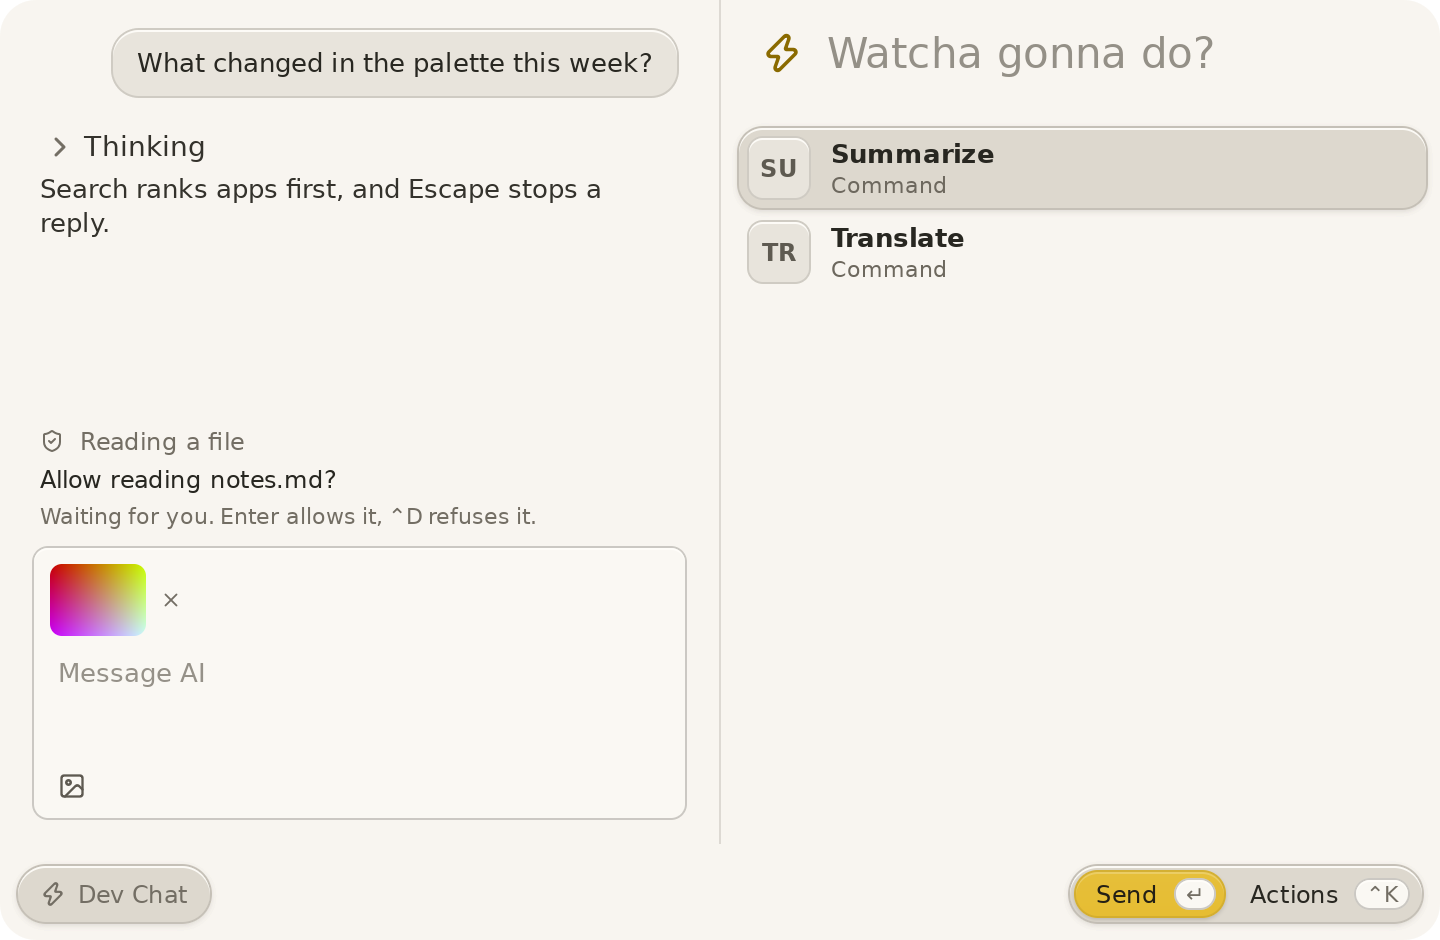 What changed in the palette this week?
Thinking
Search ranks apps first, and Escape stops a
reply.
Reading a file
Allow reading notes.md?
Waiting for you. Enter allows it, ^D refuses it.
Message AI
Watcha gonna do?
SU
Summarize
Command
TR
Translate
Command
Dev Chat
Send ↵
Actions ^K